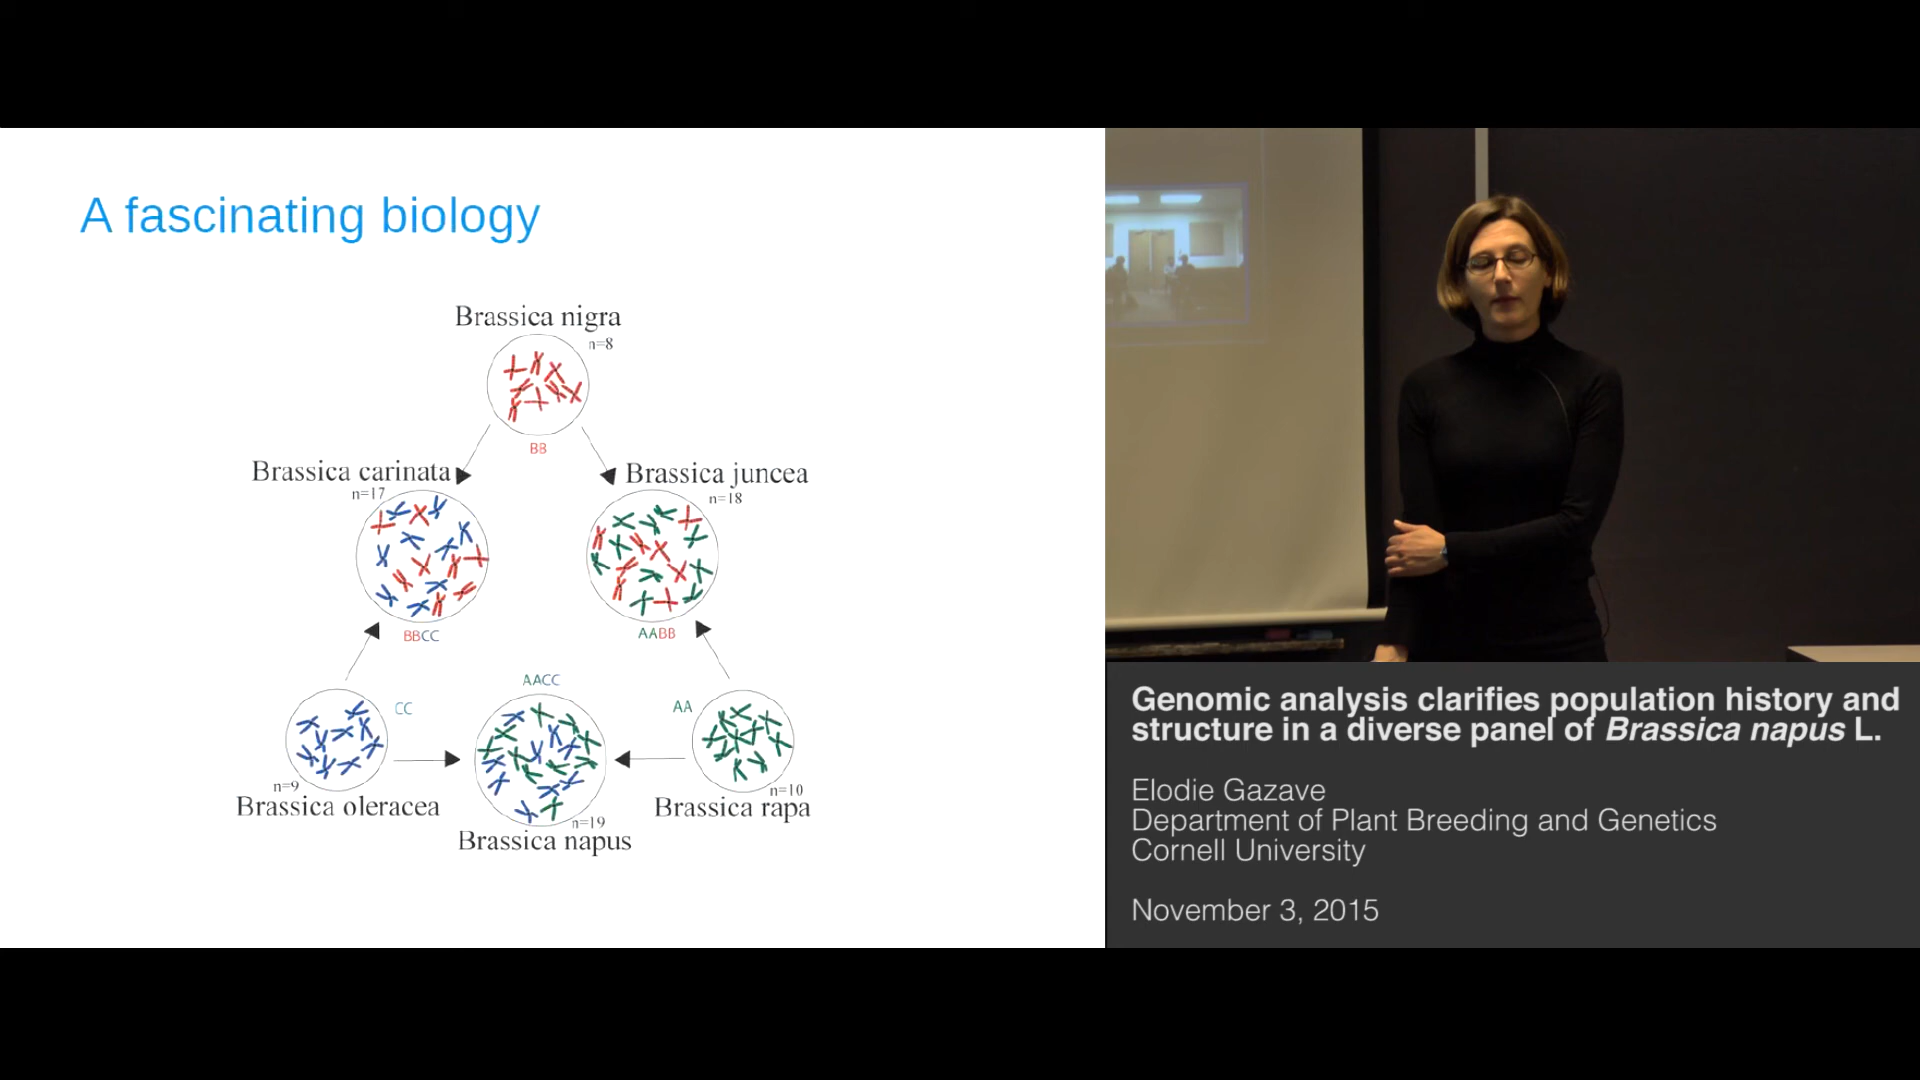 A fascinating biology
Brassica nigra
n=8
BB
Brassica carinata
n=17
BBCC
Brassica juncea
n=18
AABB
CC
n=9
Brassica oleracea
AACC
n=19
Brassica napus
AA
n=10
Brassica rapa
Genomic analysis clarifies population history and
structure in a diverse panel of Brassica napus L.
Elodie Gazave
Department of Plant Breeding and Genetics
Cornell University
November 3, 2015